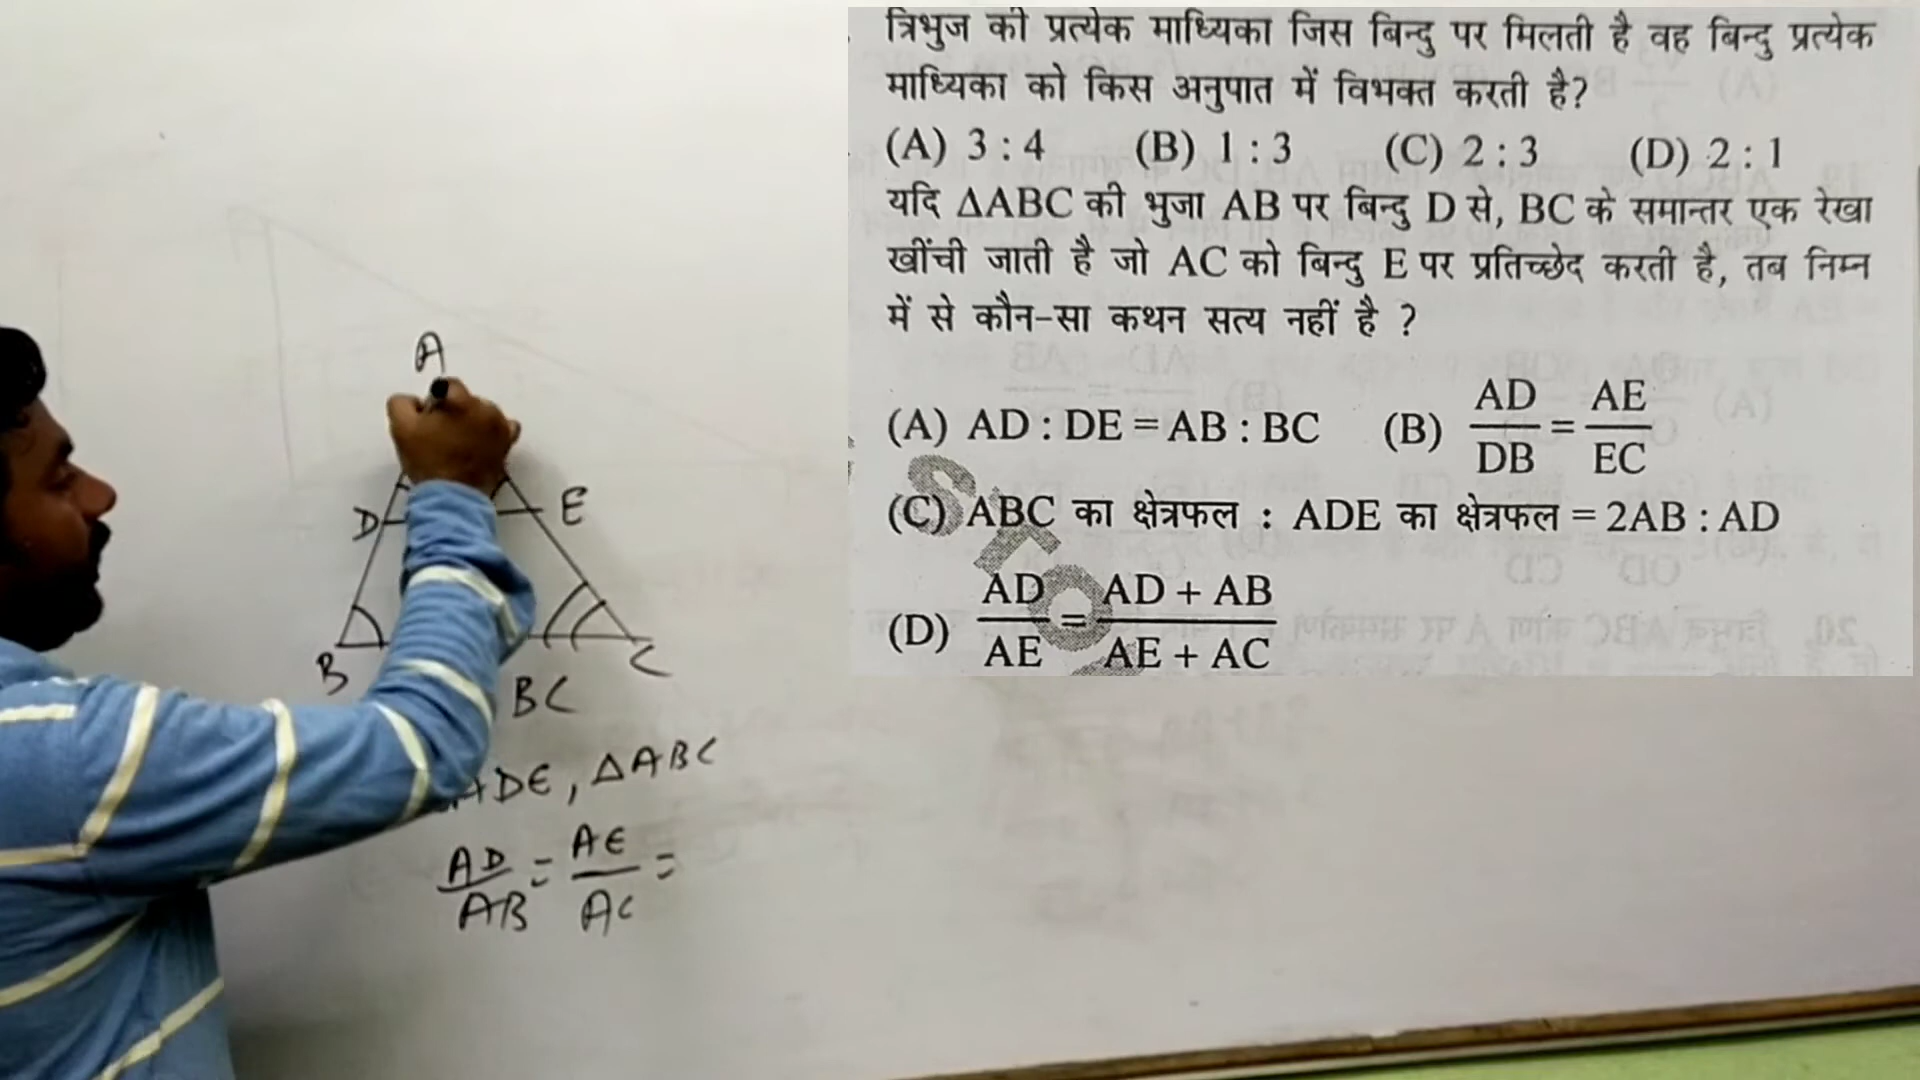 त्रिभुज की प्रत्येक माध्यिका जिस बिन्दु पर मिलती है वह बिन्दु प्रत्येक
माध्यिका को किस अनुपात में विभक्त करती है?
(A) 3 : 4 (B) 1 : 3 (C) 2 : 3 (D) 2 : 1
यदि ΔABC की भुजा AB पर बिन्दु D से, BC के समान्तर एक रेखा
खींची जाती है जो AC को बिन्दु E पर प्रतिच्छेद करती है, तब निम्न
में से कौन-सा कथन सत्य नहीं है ?
(A) AD : DE = AB : BC (B) AD/DB = AE/EC
(C) ABC का क्षेत्रफल : ADE का क्षेत्रफल = 2AB : AD
(D) AD/AE = AD + AB/AE + AC
A
D E
B C
BC
ADE, ΔABC
AD/AB = AE/AC =